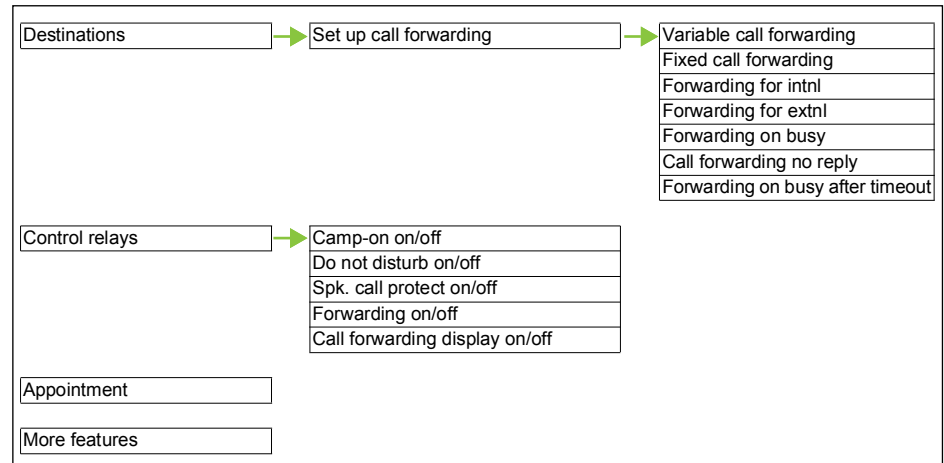 Destinations
Set up call forwarding
Variable call forwarding
Fixed call forwarding
Forwarding for intnl
Forwarding for extnl
Forwarding on busy
Call forwarding no reply
Forwarding on busy after timeout
Control relays
Camp-on on/off
Do not disturb on/off
Spk. call protect on/off
Forwarding on/off
Call forwarding display on/off
Appointment
More features